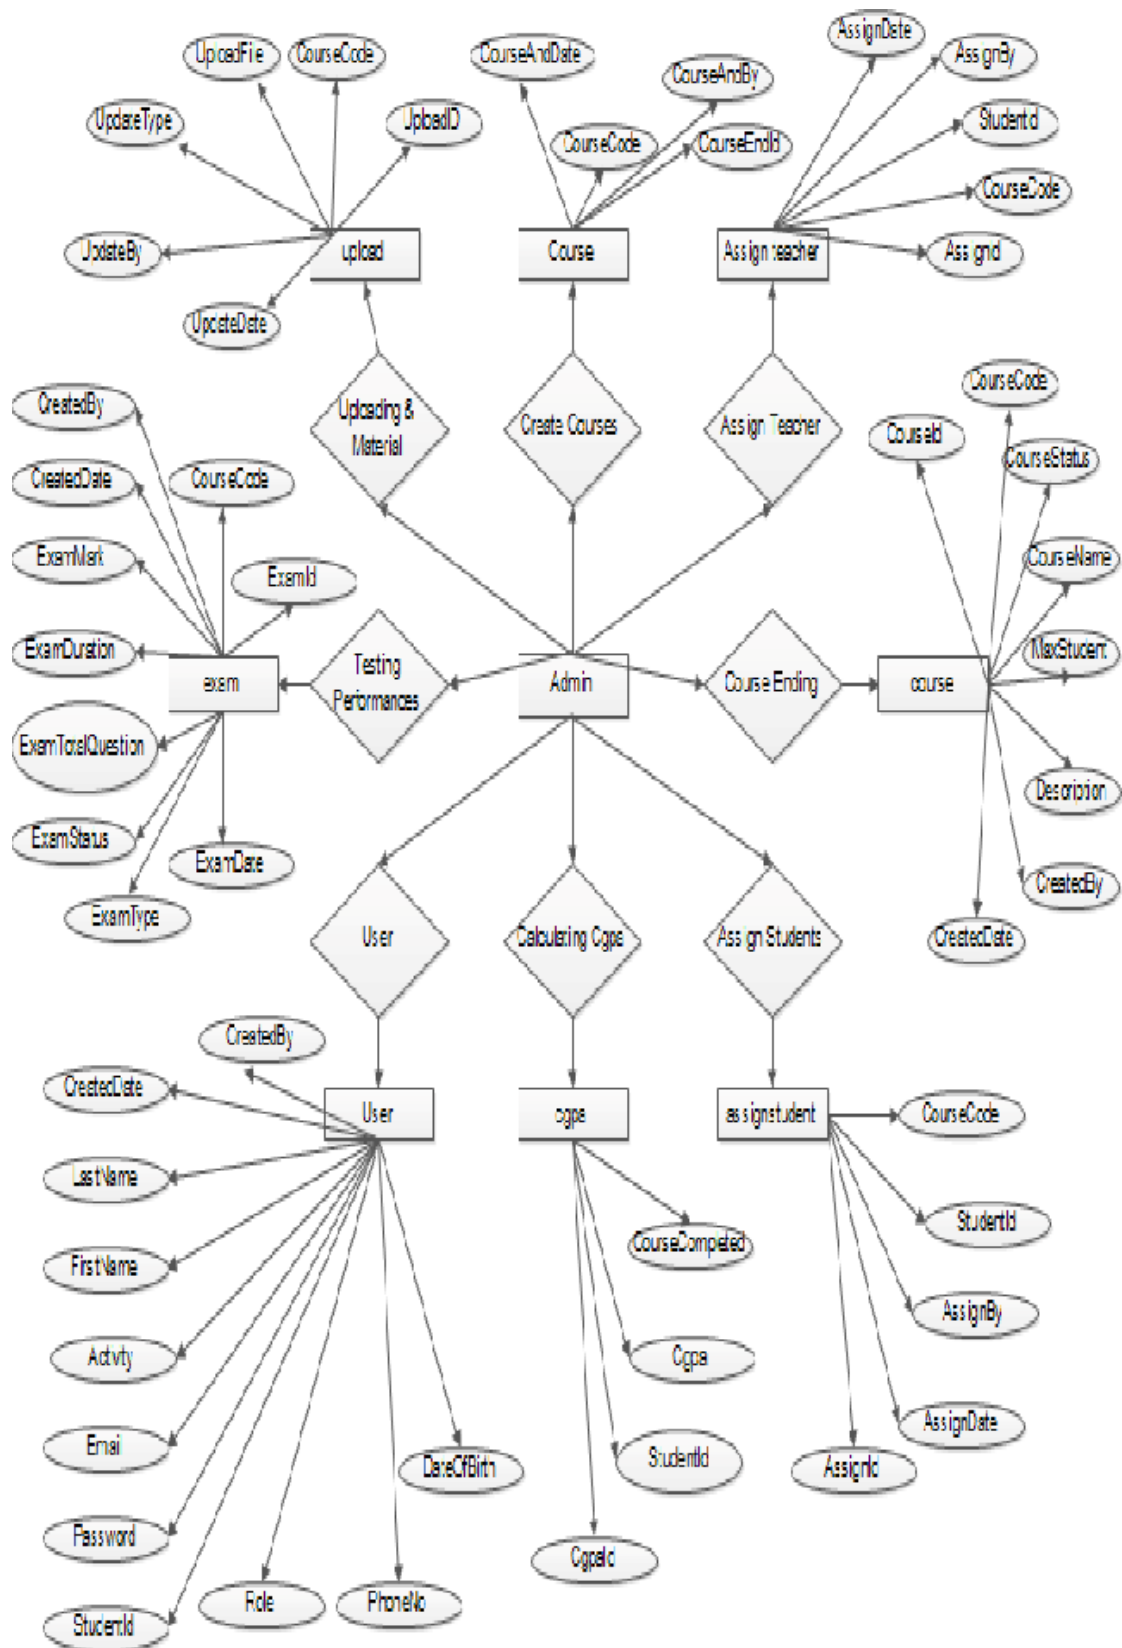 AssignDate
UploadFile
CourseCode
CourseAndDate
AssignBy
CourseAndBy
UpdateType
UploadID
StudentId
CourseCode
CourseEndId
CourseCode
UpdateBy
upload
Course
Assign teacher
AssignId
UpdateDate
CourseCode
CreatedBy
Uploading &
Material
Create Courses
Assign Teacher
CourseId
CourseStatus
CreatedDate
CourseCode
ExamMark
ExamId
CourseName
ExamDuration
Testing
Performances
MaxStudent
exam
Admin
Course Ending
course
ExamTotalQuestion
Description
ExamStatus
ExamDate
CreatedBy
ExamType
User
Calculating Cgpa
Assign Students
CreatedDate
CreatedBy
CreatedDate
User
cgpa
assignstudent
CourseCode
LastName
StudentId
CourseCompleted
FirstName
AssignBy
Activity
Cgpa
AssignDate
Email
DateOfBirth
StudentId
AssignId
Password
CgpaId
Role
PhoneNo
StudentId